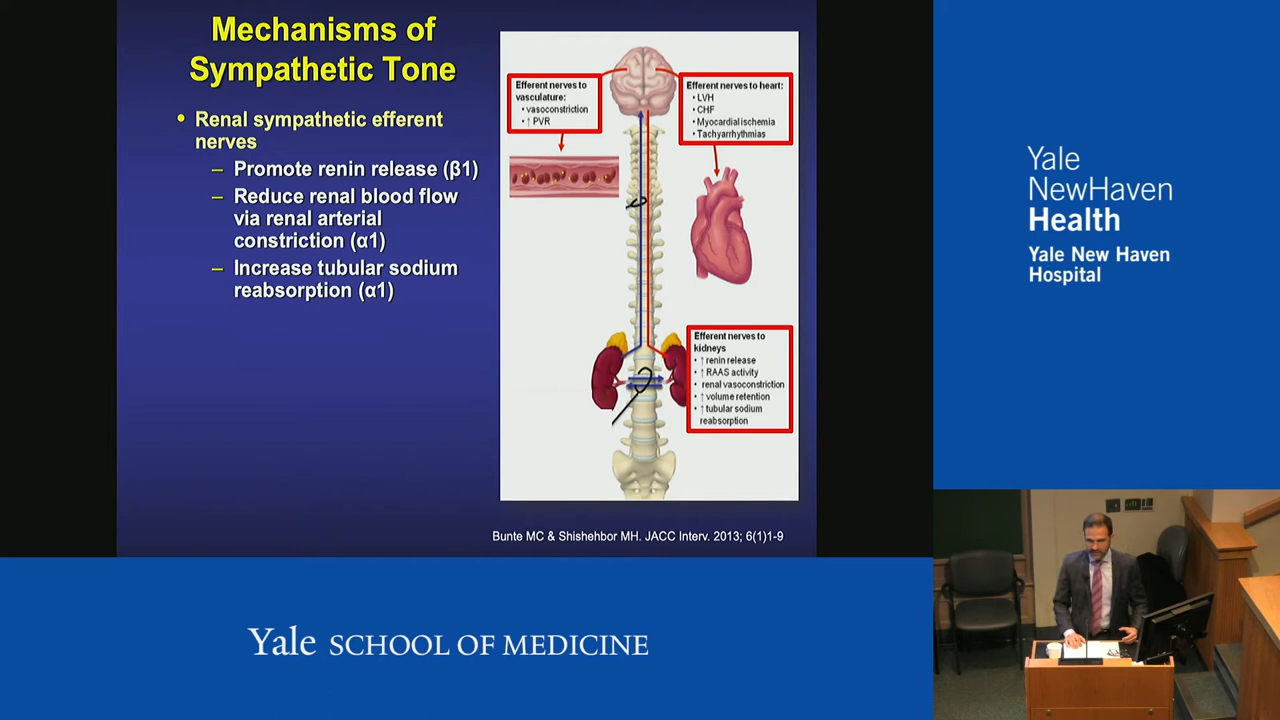 Mechanisms of
Sympathetic Tone
• Renal sympathetic efferent
nerves
– Promote renin release (β1)
– Reduce renal blood flow
via renal arterial
constriction (α1)
– Increase tubular sodium
reabsorption (α1)
Efferent nerves to
vasculature:
• vasoconstriction
• ↑ PVR
Efferent nerves to heart:
• LVH
• CHF
• Myocardial ischemia
• Tachyarrhythmias
Efferent nerves to
kidneys
• ↑ renin release
• ↑ RAAS activity
• renal vasoconstriction
• ↑ volume retention
• ↑ tubular sodium
reabsorption
Bunte MC & Shishehbor MH. JACC Interv. 2013; 6(1)1-9
Yale
NewHaven
Health
Yale New Haven
Hospital
Yale SCHOOL OF MEDICINE